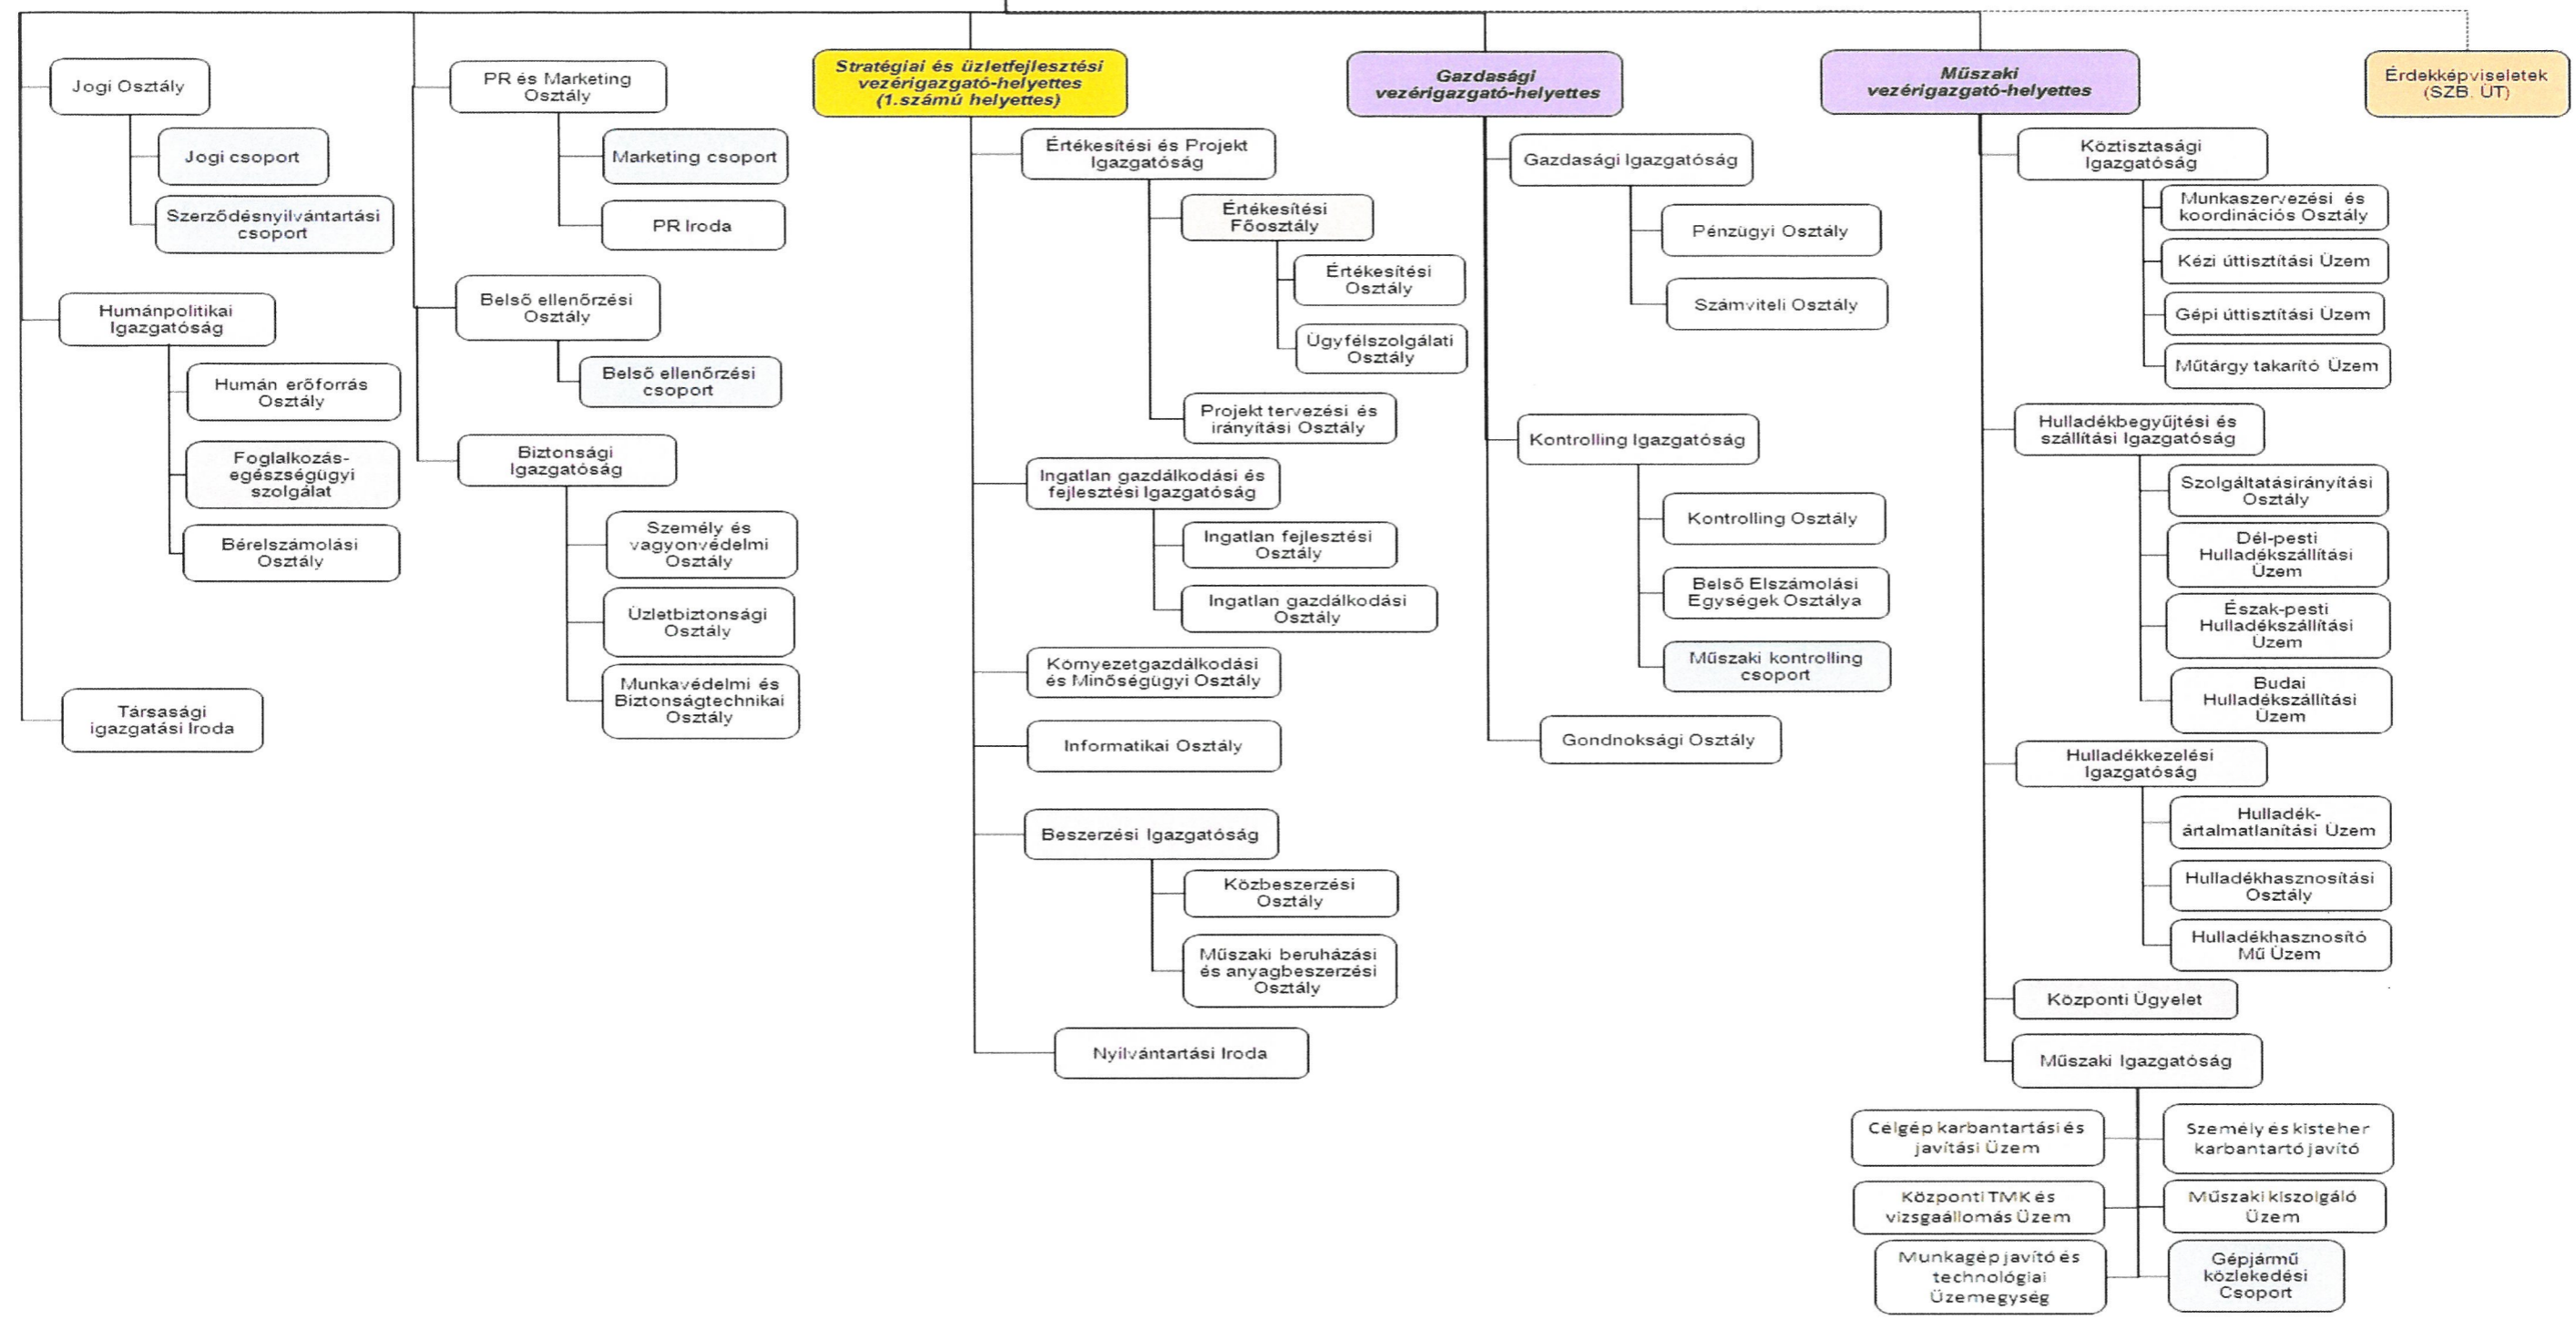 Jogi Osztály
Jogi csoport
Szerződésnyilvántartási
csoport
Humánpolitikai
Igazgatóság
Humán erőforrás
Osztály
Foglalkozás-
egészségügyi
szolgálat
Bérelszámolási
Osztály
Társasági
igazgatási Iroda
PR és Marketing
Osztály
Marketing csoport
PR Iroda
Belső ellenőrzési
Osztály
Belső ellenőrzési
csoport
Biztonsági
Igazgatóság
Személy és
vagyonvédelmi
Osztály
Üzletbiztonsági
Osztály
Munkavédelmi és
Biztonságtechnikai
Osztály
Stratégiai és üzletfejlesztési
vezérigazgató-helyettes
(1.számú helyettes)
Értékesítési és Projekt
Igazgatóság
Értékesítési
Főosztály
Értékesítési
Osztály
Ügyfélszolgálati
Osztály
Projekt tervezési és
irányítási Osztály
Ingatlan gazdálkodási és
fejlesztési Igazgatóság
Ingatlan fejlesztési
Osztály
Ingatlan gazdálkodási
Osztály
Környezetgazdálkodási
és Minőségügyi Osztály
Informatikai Osztály
Beszerzési Igazgatóság
Közbeszerzési
Osztály
Műszaki beruházási
és anyagbeszerzési
Osztály
Nyilvántartási Iroda
Gazdasági
vezérigazgató-helyettes
Gazdasági Igazgatóság
Pénzügyi Osztály
Számviteli Osztály
Kontrolling Igazgatóság
Kontrolling Osztály
Belső Elszámolási
Egységek Osztálya
Műszaki kontrolling
csoport
Gondnoksági Osztály
Műszaki
vezérigazgató-helyettes
Köztisztasági
Igazgatóság
Munkaszervezési és
koordinációs Osztály
Kézi úttisztítási Üzem
Gépi úttisztítási Üzem
Műtárgy takarító Üzem
Hulladékbegyűjtési és
szállítási Igazgatóság
Szolgáltatásirányítási
Osztály
Dél-pesti
Hulladékszállítási
Üzem
Észak-pesti
Hulladékszállítási
Üzem
Budai
Hulladékszállítási
Üzem
Hulladékkezelési
Igazgatóság
Hulladék-
ártalmatlanítási Üzem
Hulladékhasznosítási
Osztály
Hulladékhasznosító
Mű Üzem
Központi Ügyelet
Műszaki Igazgatóság
Célgép karbantartási és
javítási Üzem
Személy és kisteher
karbantartó javító
Központi TMK és
vizsgaállomás Üzem
Műszaki kiszolgáló
Üzem
Munkagép javító és
technológiai
Üzemegység
Gépjármű
közlekedési
Csoport
Érdekképviseletek
(SZB. ÜT)